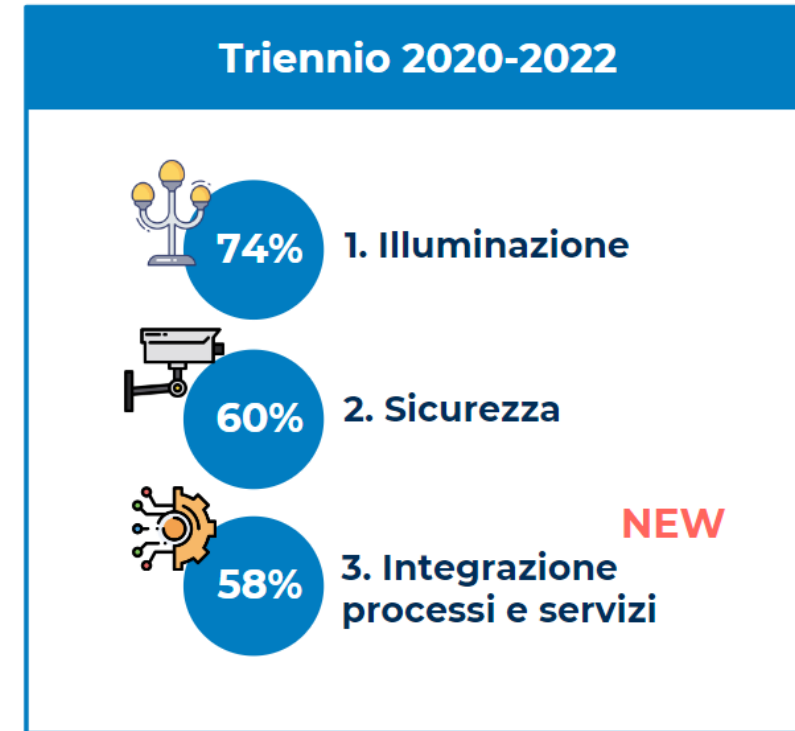 Triennio 2020-2022
74%
1. Illuminazione
60%
2. Sicurezza
NEW
58%
3. Integrazione
processi e servizi